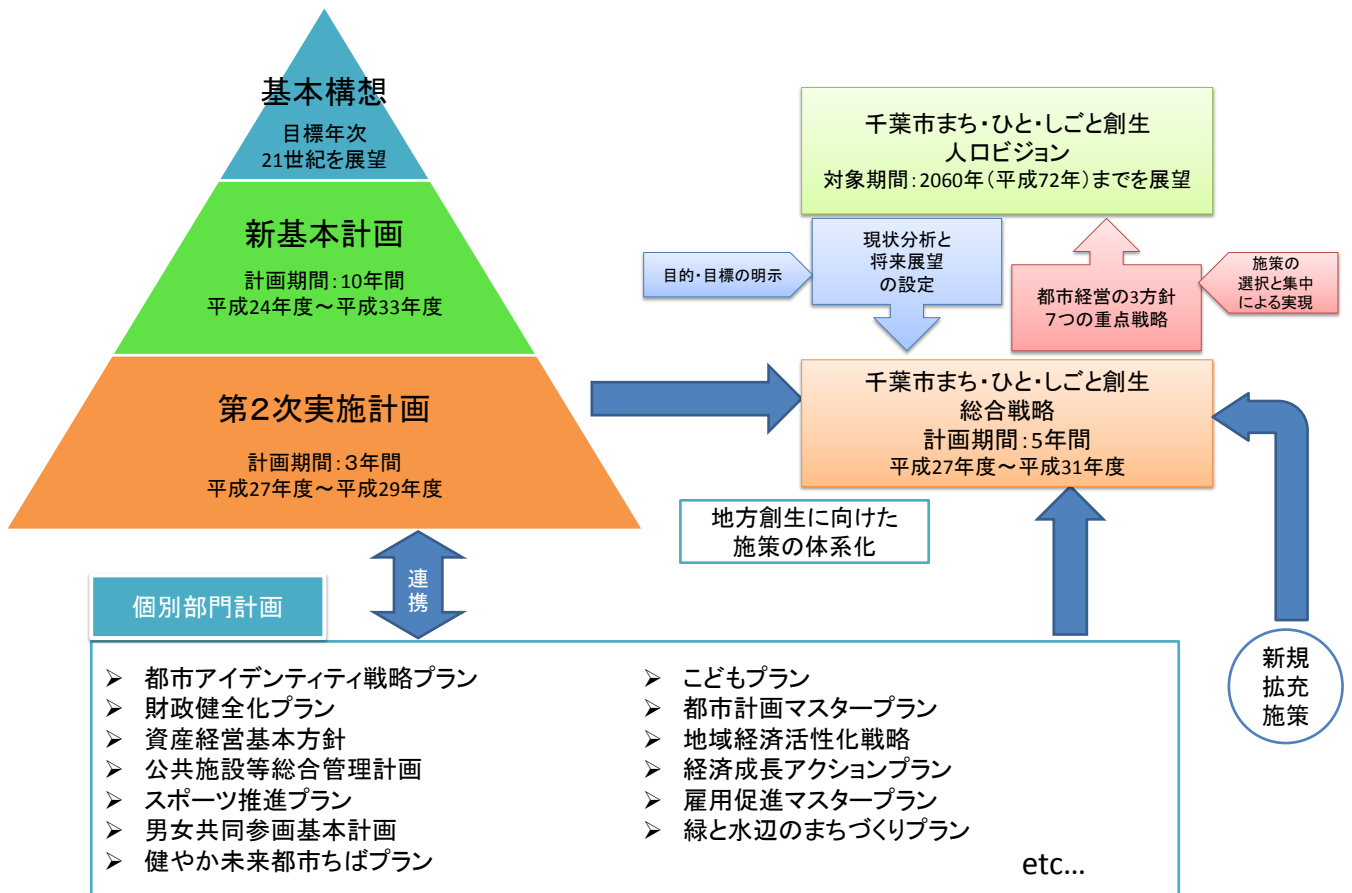 基本構想
目標年次
21世紀を展望
新基本計画
計画期間：10年間
平成24年度～平成33年度
第２次実施計画
計画期間：３年間
平成27年度～平成29年度
千葉市まち・ひと・しごと創生
人口ビジョン
対象期間：2060年（平成72年）までを展望
目的・目標の明示
現状分析と
将来展望
の設定
都市経営の3方針
７つの重点戦略
施策の
選択と集中
による実現
千葉市まち・ひと・しごと創生
総合戦略
計画期間：5年間
平成27年度～平成31年度
地方創生に向けた
施策の体系化
連
携
個別部門計画
➢ 都市アイデンティティ戦略プラン
➢ 財政健全化プラン
➢ 資産経営基本方針
➢ 公共施設等総合管理計画
➢ スポーツ推進プラン
➢ 男女共同参画基本計画
➢ 健やか未来都市ちばプラン
➢ こどもプラン
➢ 都市計画マスタープラン
➢ 地域経済活性化戦略
➢ 経済成長アクションプラン
➢ 雇用促進マスタープラン
➢ 緑と水辺のまちづくりプラン
etc…
新規
拡充
施策